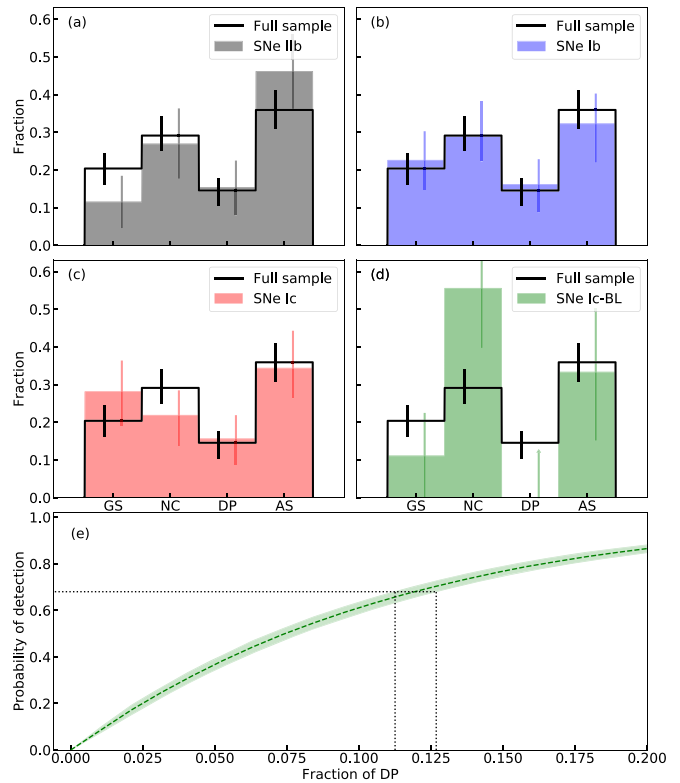 (a)
Full sample
SNe IIb
(b)
Full sample
SNe Ib
0.6
0.5
0.4
0.3
0.2
0.1
0.0
Fraction
(c)
Full sample
SNe Ic
(d)
Full sample
SNe Ic-BL
0.6
0.5
0.4
0.3
0.2
0.1
0.0
Fraction
GS NC DP AS
GS NC DP AS
(e)
1.0
0.8
0.6
0.4
0.2
0.0
Probability of detection
0.000 0.025 0.050 0.075 0.100 0.125 0.150 0.175 0.200
Fraction of DP